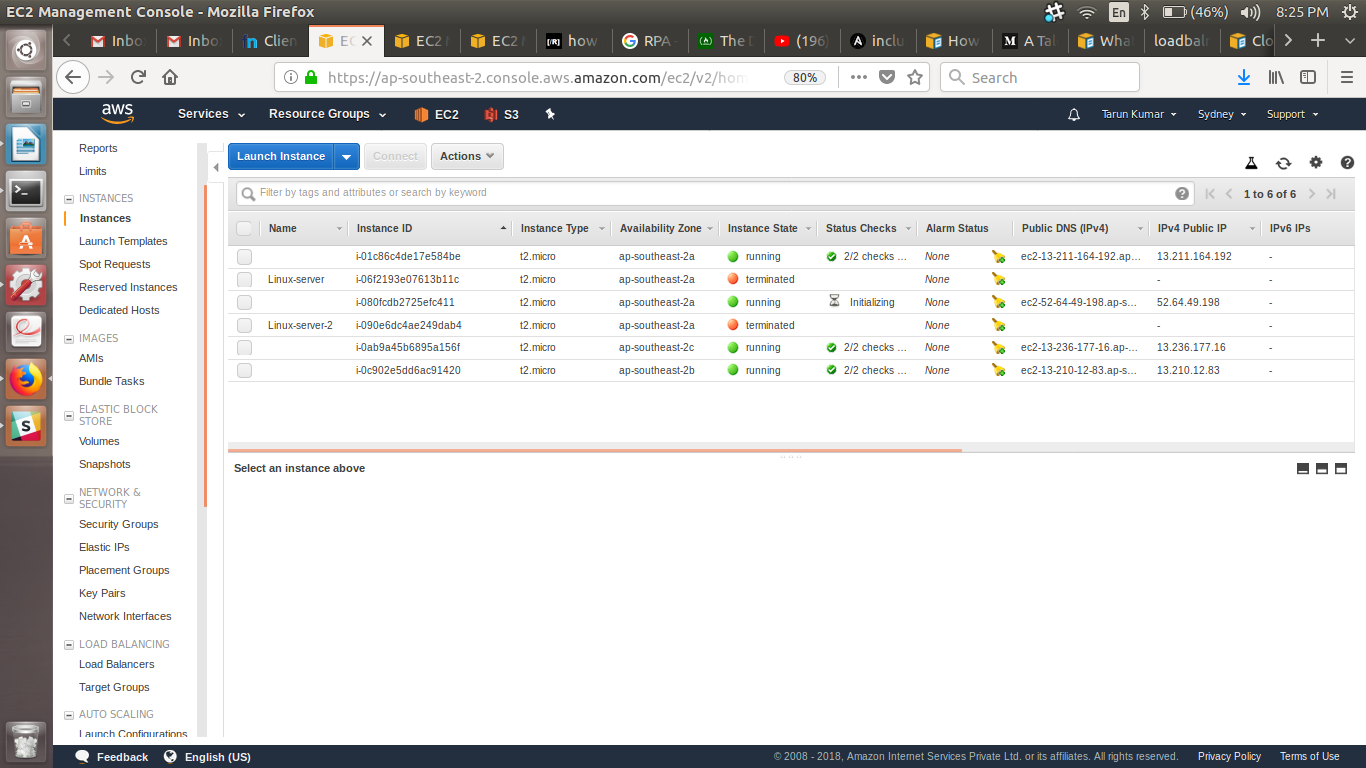 EC2 Management Console - Mozilla Firefox
En (46%) 8:25 PM
Inbo Inbo Clien EC EC2 EC2 how RPA - The D (196) inclu How A Tal Wha loadbalr Clo
https://ap-southeast-2.console.aws.amazon.com/ec2/v2/hom 80% Search
aws Services Resource Groups EC2 S3 Tarun Kumar Sydney Support
Reports
Limits
INSTANCES
Instances
Launch Templates
Spot Requests
Reserved Instances
Dedicated Hosts
IMAGES
AMIs
Bundle Tasks
ELASTIC BLOCK
STORE
Volumes
Snapshots
NETWORK &
SECURITY
Security Groups
Elastic IPs
Placement Groups
Key Pairs
Network Interfaces
LOAD BALANCING
Load Balancers
Target Groups
AUTO SCALING
Launch Configurations
Launch Instance Connect Actions
Filter by tags and attributes or search by keyword 1 to 6 of 6
Name Instance ID Instance Type Availability Zone Instance State Status Checks Alarm Status Public DNS (IPv4) IPv4 Public IP IPv6 IPs
i-01c86c4de17e584be t2.micro ap-southeast-2a running 2/2 checks ... None ec2-13-211-164-192.ap... 13.211.164.192 -
Linux-server i-06f2193e07613b11c t2.micro ap-southeast-2a terminated None - -
i-080fcdb2725efc411 t2.micro ap-southeast-2a running Initializing None ec2-52-64-49-198.ap-s... 52.64.49.198 -
Linux-server-2 i-090e6dc4ae249dab4 t2.micro ap-southeast-2a terminated None - -
i-0ab9a45b6895a156f t2.micro ap-southeast-2c running 2/2 checks ... None ec2-13-236-177-16.ap-... 13.236.177.16 -
i-0c902e5dd6ac91420 t2.micro ap-southeast-2b running 2/2 checks ... None ec2-13-210-12-83.ap-s... 13.210.12.83 -
Select an instance above
Feedback English (US) © 2008 - 2018, Amazon Internet Services Private Ltd. or its affiliates. All rights reserved. Privacy Policy Terms of Use